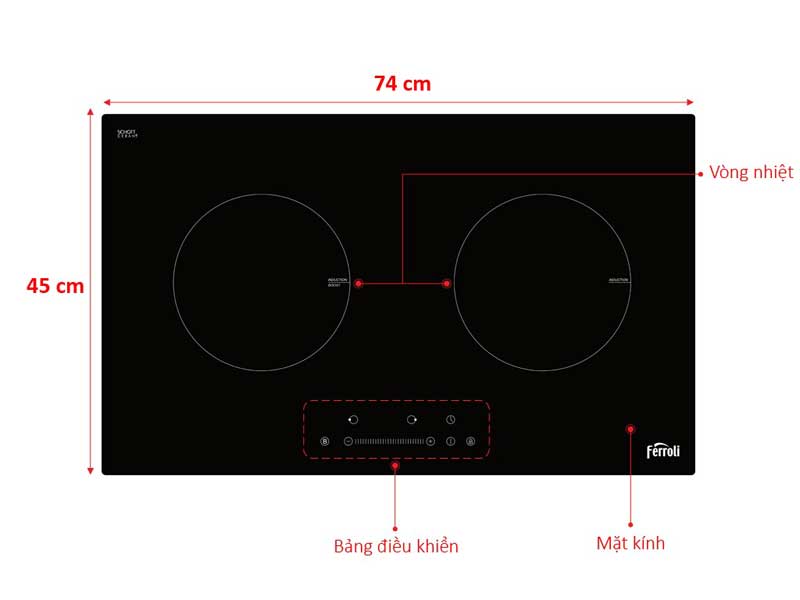 74 cm
SCHOTT
CERAN®
Vòng nhiệt
45 cm
INDUCTION
BOOST
INDUCTION
B
Ferroli
Bảng điều khiển
Mặt kính